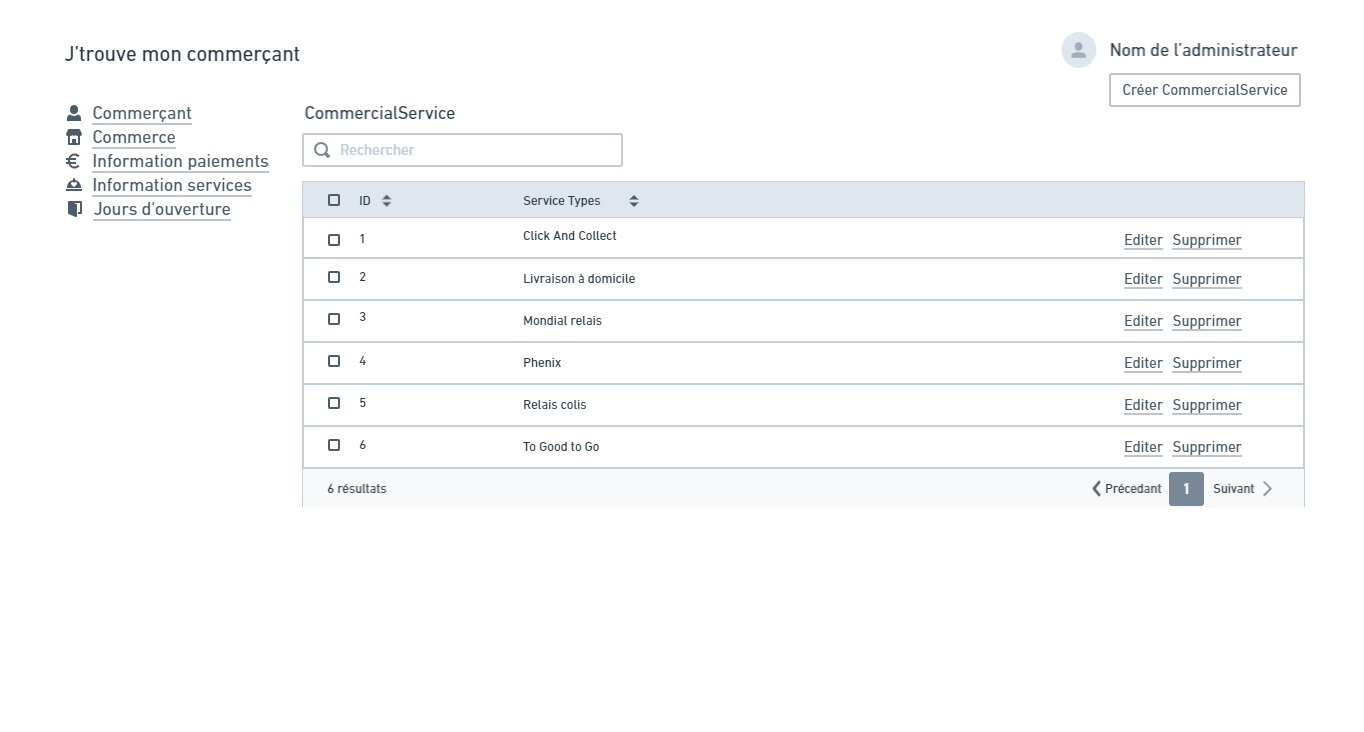 J'trouve mon commerçant
Nom de l'administrateur
Créer CommercialService
Commerçant
Commerce
Information paiements
Information services
Jours d'ouverture
CommercialService
Rechercher
ID Service Types
1 Click And Collect Editer Supprimer
2 Livraison à domicile Editer Supprimer
3 Mondial relais Editer Supprimer
4 Phenix Editer Supprimer
5 Relais colis Editer Supprimer
6 To Good to Go Editer Supprimer
6 résultats Précedant 1 Suivant